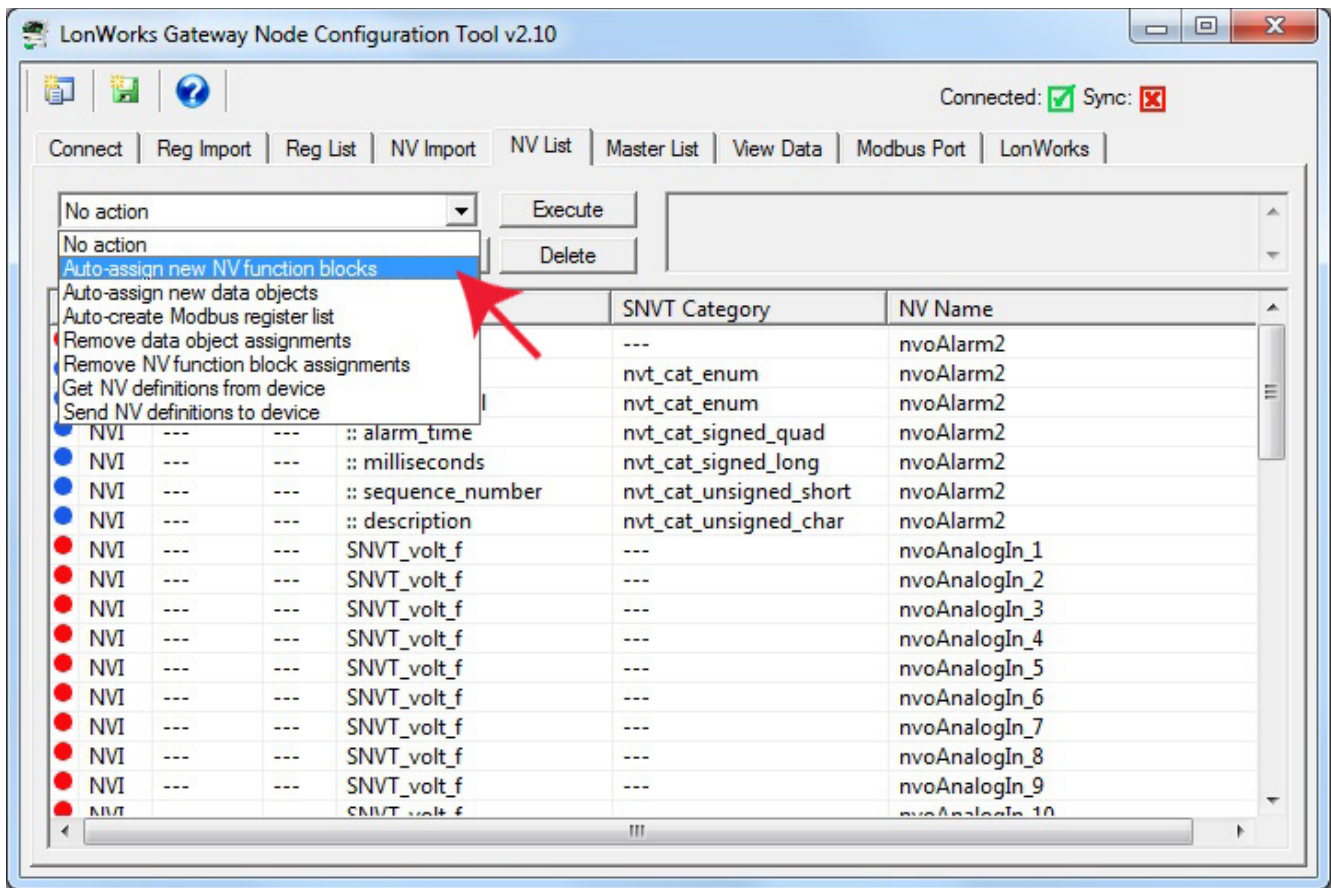 LonWorks Gateway Node Configuration Tool v2.10
Connected: Sync:
Connect Reg Import Reg List NV Import NV List Master List View Data Modbus Port LonWorks
No action Execute
No action
Delete
Auto-assign new NV function blocks
Auto-assign new data objects
Auto-create Modbus register list
Remove data object assignments
Remove NV function block assignments
Get NV definitions from device
Send NV definitions to device
SNVT Category NV Name
--- nvoAlarm2
nvt_cat_enum nvoAlarm2
nvt_cat_enum nvoAlarm2
NVI --- --- :: alarm_time nvt_cat_signed_quad nvoAlarm2
NVI --- --- :: milliseconds nvt_cat_signed_long nvoAlarm2
NVI --- --- :: sequence_number nvt_cat_unsigned_short nvoAlarm2
NVI --- --- :: description nvt_cat_unsigned_char nvoAlarm2
NVI --- --- SNVT_volt_f --- nvoAnalogIn_1
NVI --- --- SNVT_volt_f --- nvoAnalogIn_2
NVI --- --- SNVT_volt_f --- nvoAnalogIn_3
NVI --- --- SNVT_volt_f --- nvoAnalogIn_4
NVI --- --- SNVT_volt_f --- nvoAnalogIn_5
NVI --- --- SNVT_volt_f --- nvoAnalogIn_6
NVI --- --- SNVT_volt_f --- nvoAnalogIn_7
NVI --- --- SNVT_volt_f --- nvoAnalogIn_8
NVI --- --- SNVT_volt_f --- nvoAnalogIn_9
NVI SNVT_volt_f nvoAnalogIn_10